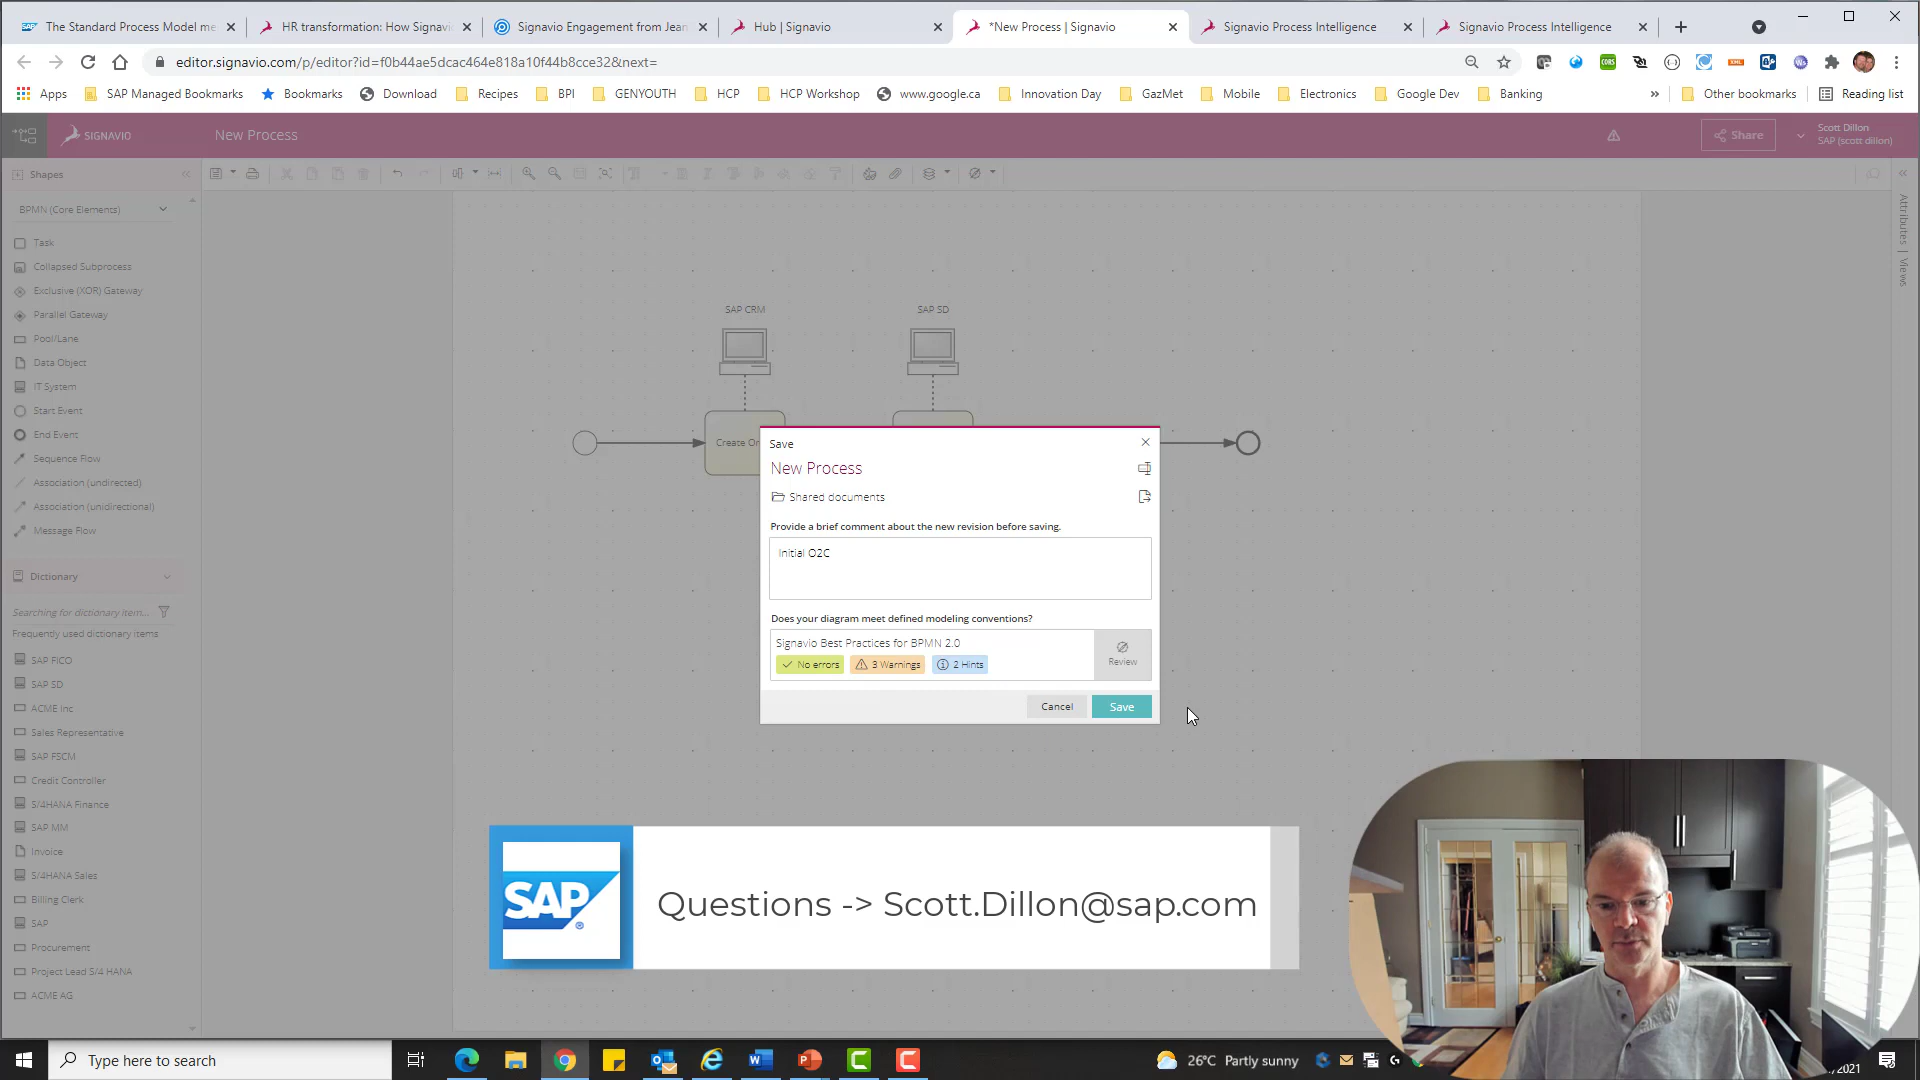 The Standard Process Model me
HR transformation: How Signavi
Signavio Engagement from Jean
Hub | Signavio
*New Process | Signavio
Signavio Process Intelligence
Signavio Process Intelligence
editor.signavio.com/p/editor?id=f0b44ae5dcac464e818a10f44b8cce32&next=
Apps
SAP Managed Bookmarks
Bookmarks
Download
Recipes
BPI
GENYOUTH
HCP
HCP Workshop
www.google.ca
Innovation Day
GazMet
Mobile
Electronics
Google Dev
Banking
»
Other bookmarks
Reading list
SIGNAVIO
New Process
Share
Scott Dillon
SAP (scott dillon)
Shapes
BPMN (Core Elements)
Task
Collapsed Subprocess
Exclusive (XOR) Gateway
Parallel Gateway
Pool/Lane
Data Object
IT System
Start Event
End Event
Sequence Flow
Association (undirected)
Association (unidirectional)
Message Flow
Dictionary
Searching for dictionary item...
Frequently used dictionary items
SAP FICO
SAP SD
ACME Inc
Sales Representative
SAP FSCM
Credit Controller
S/4HANA Finance
SAP MM
Invoice
S/4HANA Sales
Billing Clerk
SAP
Procurement
Project Lead S/4 HANA
ACME AG
Attributes | Views
SAP CRM
SAP SD
Create Or
Save
New Process
Shared documents
Provide a brief comment about the new revision before saving.
Initial O2C
Does your diagram meet defined modeling conventions?
Signavio Best Practices for BPMN 2.0
No errors
3 Warnings
2 Hints
Review
Cancel
Save
SAP
Questions -> Scott.Dillon@sap.com
Type here to search
26°C Partly sunny
/2021